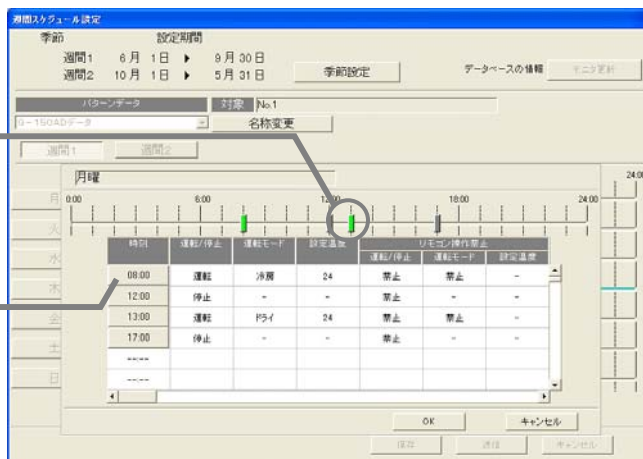 週間スケジュール設定
季節 設定期間
週間1 6月 1日 ▶ 9月30日
週間2 10月 1日 ▶ 5月31日
季節設定 データベースの情報 モニタ更新
パターンデータ 対象 No.1
G-150ADデータ 名称変更
週間1 週間2
月曜
0:00 6:00 12:00 18:00 24:00
24:00
月
火
水
木
金
土
日
時刻 運転/停止 運転モード 設定温度 リモコン操作禁止
運転/停止 運転モード 設定温度
08:00 運転 冷房 24 禁止 禁止 -
12:00 停止 - - 禁止 - -
13:00 運転 ドライ 24 禁止 禁止 -
17:00 停止 - - 禁止 - -
--:--
--:--
OK キャンセル
保存 送信 キャンセル